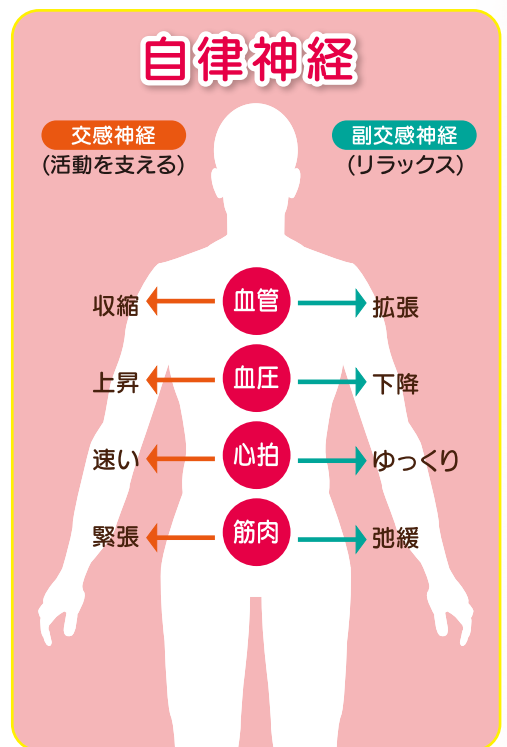 自律神経
交感神経
(活動を支える)
副交感神経
(リラックス)
収縮 血管 拡張
上昇 血圧 下降
速い 心拍 ゆっくり
緊張 筋肉 弛緩